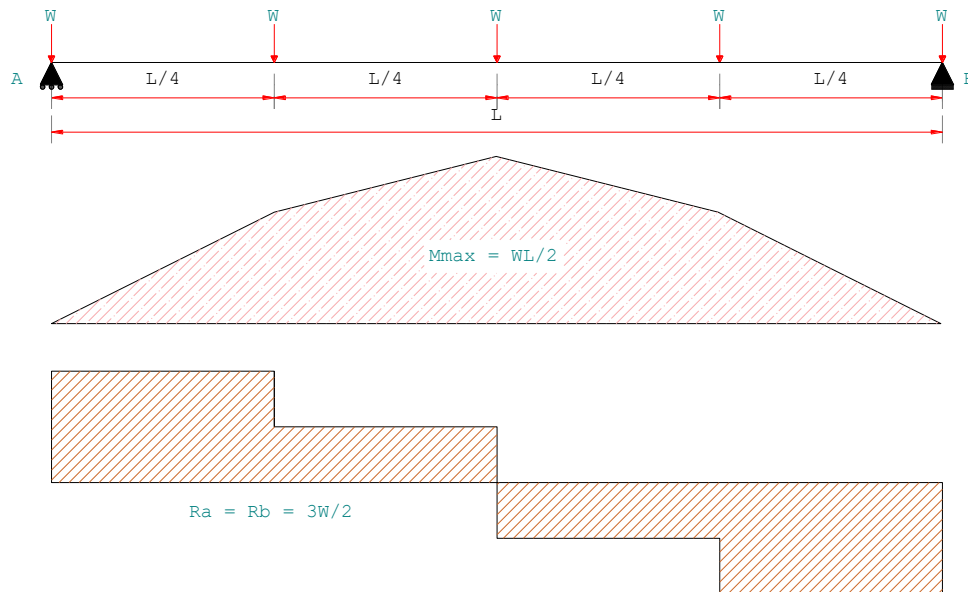 W W W W W
A
L/4 L/4 L/4 L/4
L
Mmax = WL/2
Ra = Rb = 3W/2